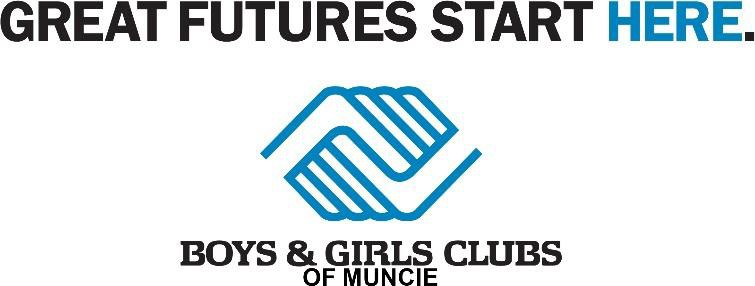 GREAT FUTURES START HERE.
BOYS & GIRLS CLUBS
OF MUNCIE